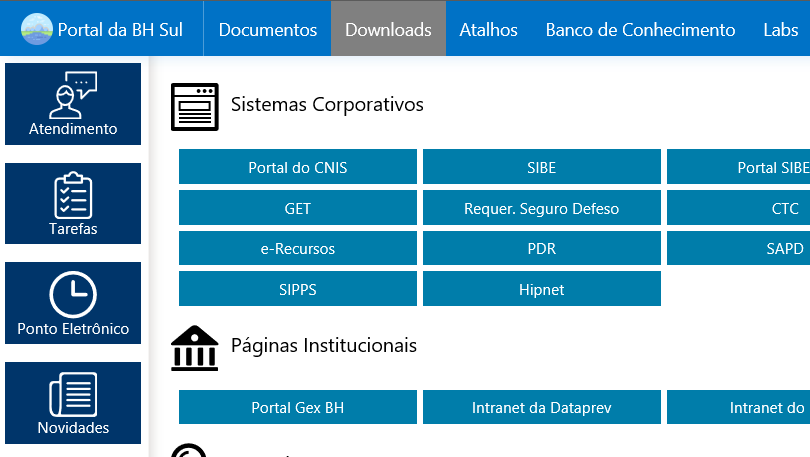 Portal da BH Sul Documentos Downloads Atalhos Banco de Conhecimento Labs
Atendimento
Tarefas
Ponto Eletrônico
Novidades
Sistemas Corporativos
Portal do CNIS SIBE Portal SIBE
GET Requer. Seguro Defeso CTC
e-Recursos PDR SAPD
SIPPS Hipnet
Páginas Institucionais
Portal Gex BH Intranet da Dataprev Intranet do